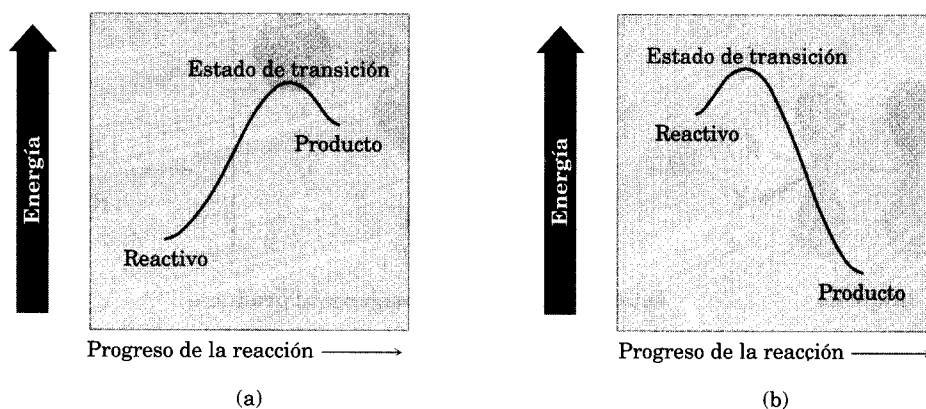 Energía
Estado de transición
Producto
Reactivo
Progreso de la reacción
(a)
Energía
Estado de transición
Reactivo
Producto
Progreso de la reacción
(b)